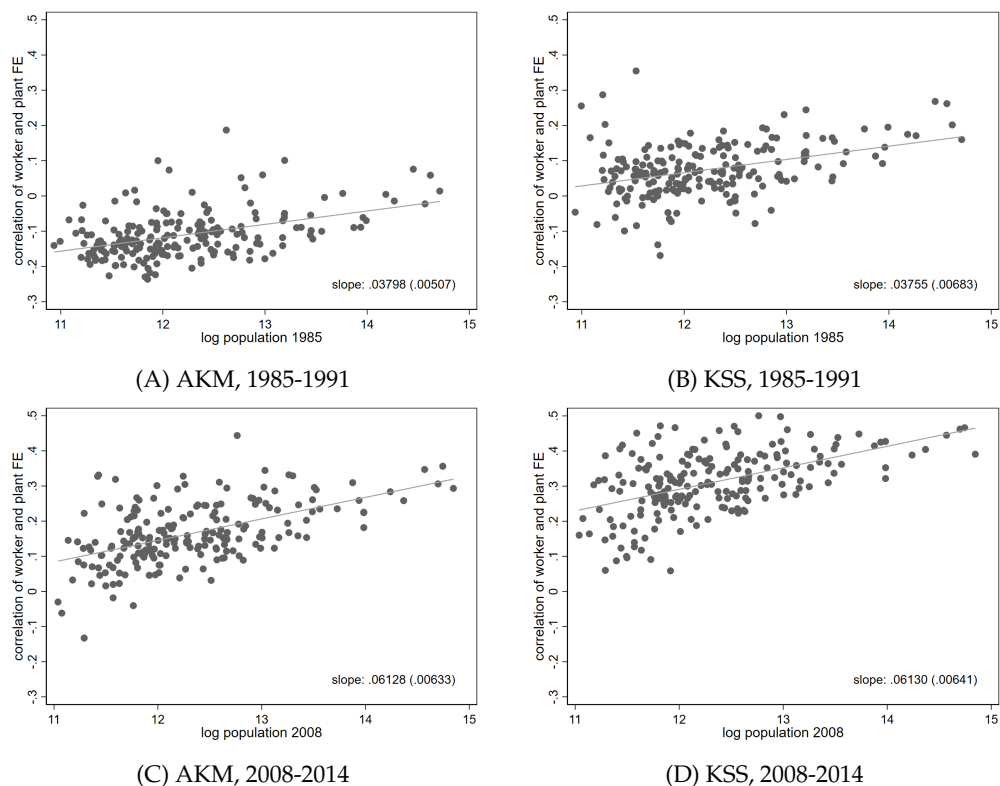 correlation of worker and plant FE
.5
.4
.3
.2
.1
0
-.1
-.2
-.3
slope: .03798 (.00507)
11 12 13 14 15
log population 1985
(A) AKM, 1985-1991
correlation of worker and plant FE
.5
.4
.3
.2
.1
0
-.1
-.2
-.3
slope: .03755 (.00683)
11 12 13 14 15
log population 1985
(B) KSS, 1985-1991
correlation of worker and plant FE
.5
.4
.3
.2
.1
0
-.1
-.2
-.3
slope: .06128 (.00633)
11 12 13 14 15
log population 2008
(C) AKM, 2008-2014
correlation of worker and plant FE
.5
.4
.3
.2
.1
0
-.1
-.2
-.3
slope: .06130 (.00641)
11 12 13 14 15
log population 2008
(D) KSS, 2008-2014